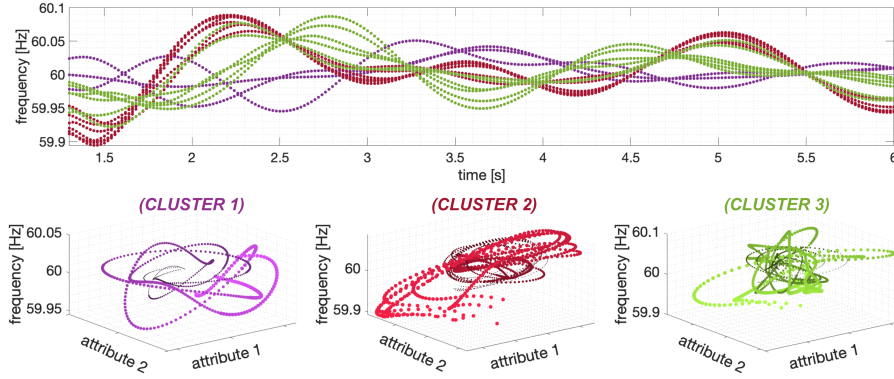 frequency [Hz]
60.1
60.05
60
59.95
59.9
1.5 2 2.5 3 3.5 4 4.5 5 5.5 6
time [s]
(CLUSTER 1) (CLUSTER 2) (CLUSTER 3)
frequency [Hz]
60.05
60
59.95
attribute 2
attribute 1
frequency [Hz]
60
59.9
attribute 2
attribute 1
frequency [Hz]
60.1
60
59.9
attribute 2
attribute 1